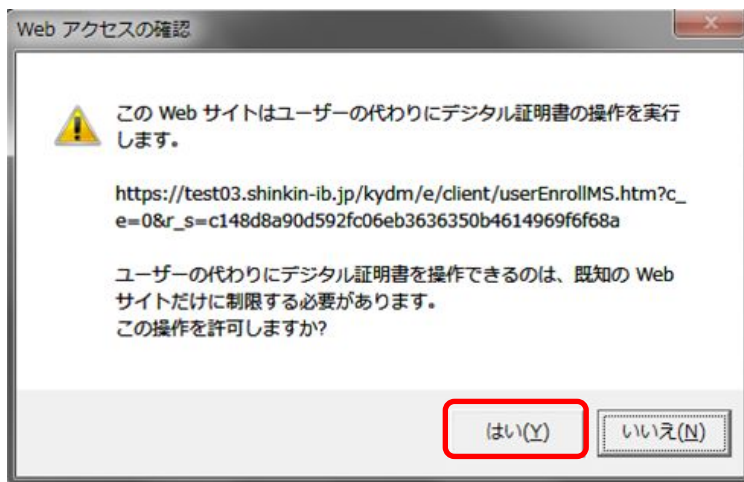 Web アクセスの確認
この Web サイトはユーザーの代わりにデジタル証明書の操作を実行
します。
https://test03.shinkin-ib.jp/kydm/e/client/userEnrollMS.htm?c_
e=0&r_s=c148d8a90d592fc06eb3636350b4614969f6f68a
ユーザーの代わりにデジタル証明書を操作できるのは、既知の Web
サイトだけに制限する必要があります。
この操作を許可しますか?
はい(Y) いいえ(N)